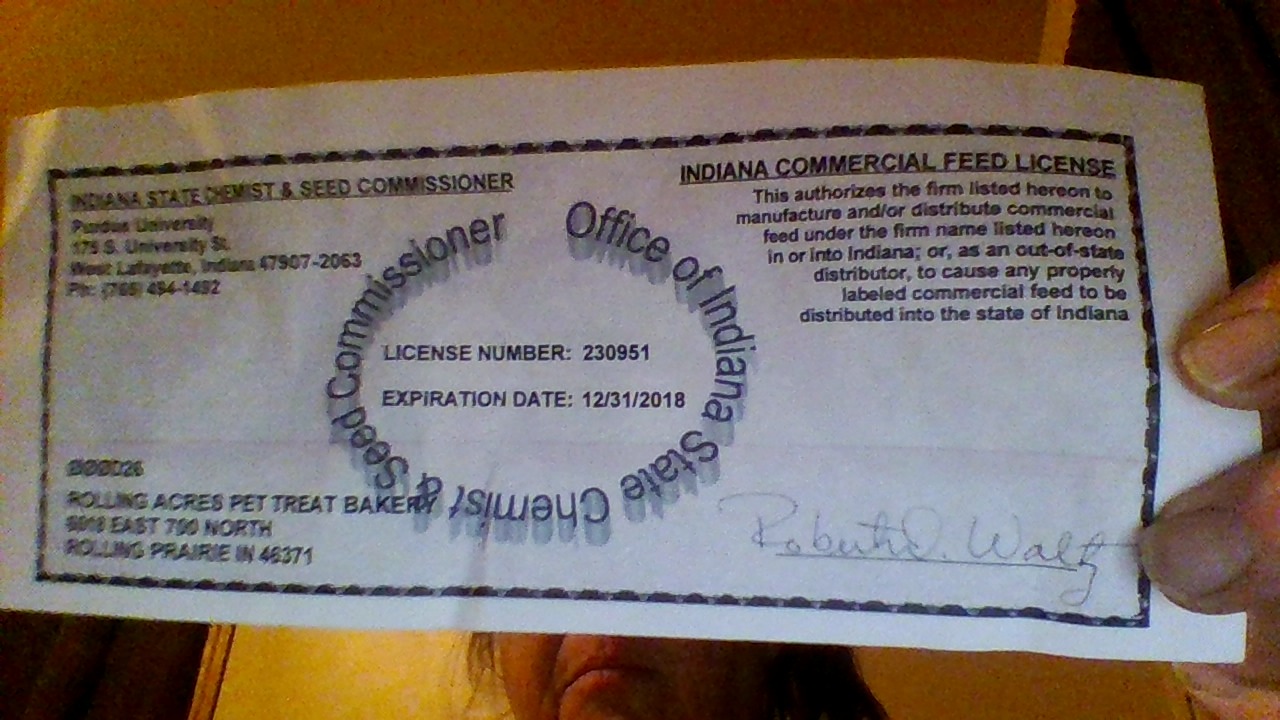 INDIANA STATE CHEMIST & SEED COMMISSIONER
Purdue University
175 S. University St.
West Lafayette, Indiana 47907-2063
Ph: (765) 494-1492
INDIANA COMMERCIAL FEED LICENSE
This authorizes the firm listed hereon to
manufacture and/or distribute commercial
feed under the firm name listed hereon
in or into Indiana; or, as an out-of-state
distributor, to cause any properly
labeled commercial feed to be
distributed into the state of Indiana
Office of Indiana State Chemist & Seed Commissioner
LICENSE NUMBER: 230951
EXPIRATION DATE: 12/31/2018
ROLLING ACRES PET TREAT BAKERY
EAST 700 NORTH
ROLLING PRAIRIE IN 46371
Robert D. Waltz